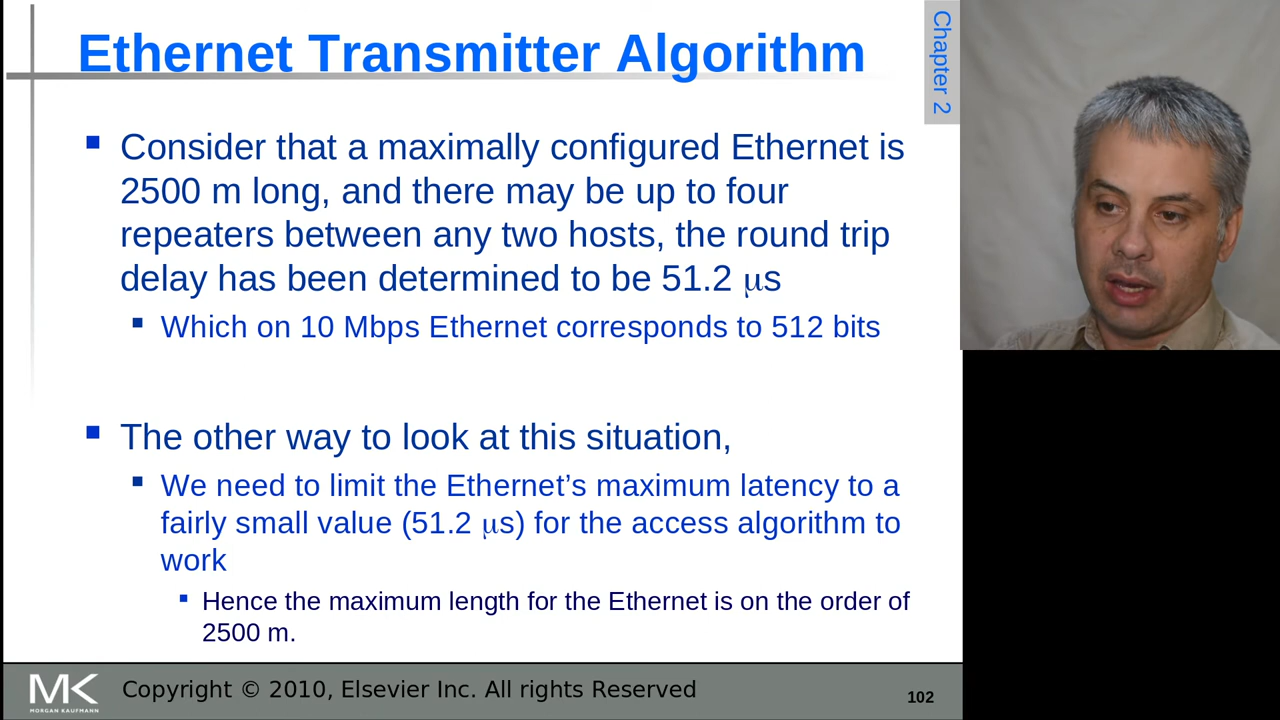 Ethernet Transmitter Algorithm
Chapter 2
Consider that a maximally configured Ethernet is
2500 m long, and there may be up to four
repeaters between any two hosts, the round trip
delay has been determined to be 51.2 μs
Which on 10 Mbps Ethernet corresponds to 512 bits
The other way to look at this situation,
We need to limit the Ethernet’s maximum latency to a
fairly small value (51.2 μs) for the access algorithm to
work
Hence the maximum length for the Ethernet is on the order of
2500 m.
MK
MORGAN KAUFMANN
Copyright © 2010, Elsevier Inc. All rights Reserved
102